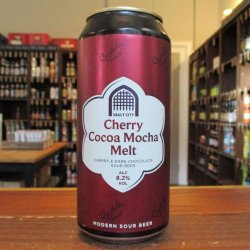 VAULT CITY
Cherry
Cocoa Mocha
Melt
CHERRY & DARK CHOCOLATE
SOUR BEER
ALC
8.2%
VOL
MODERN SOUR BEER